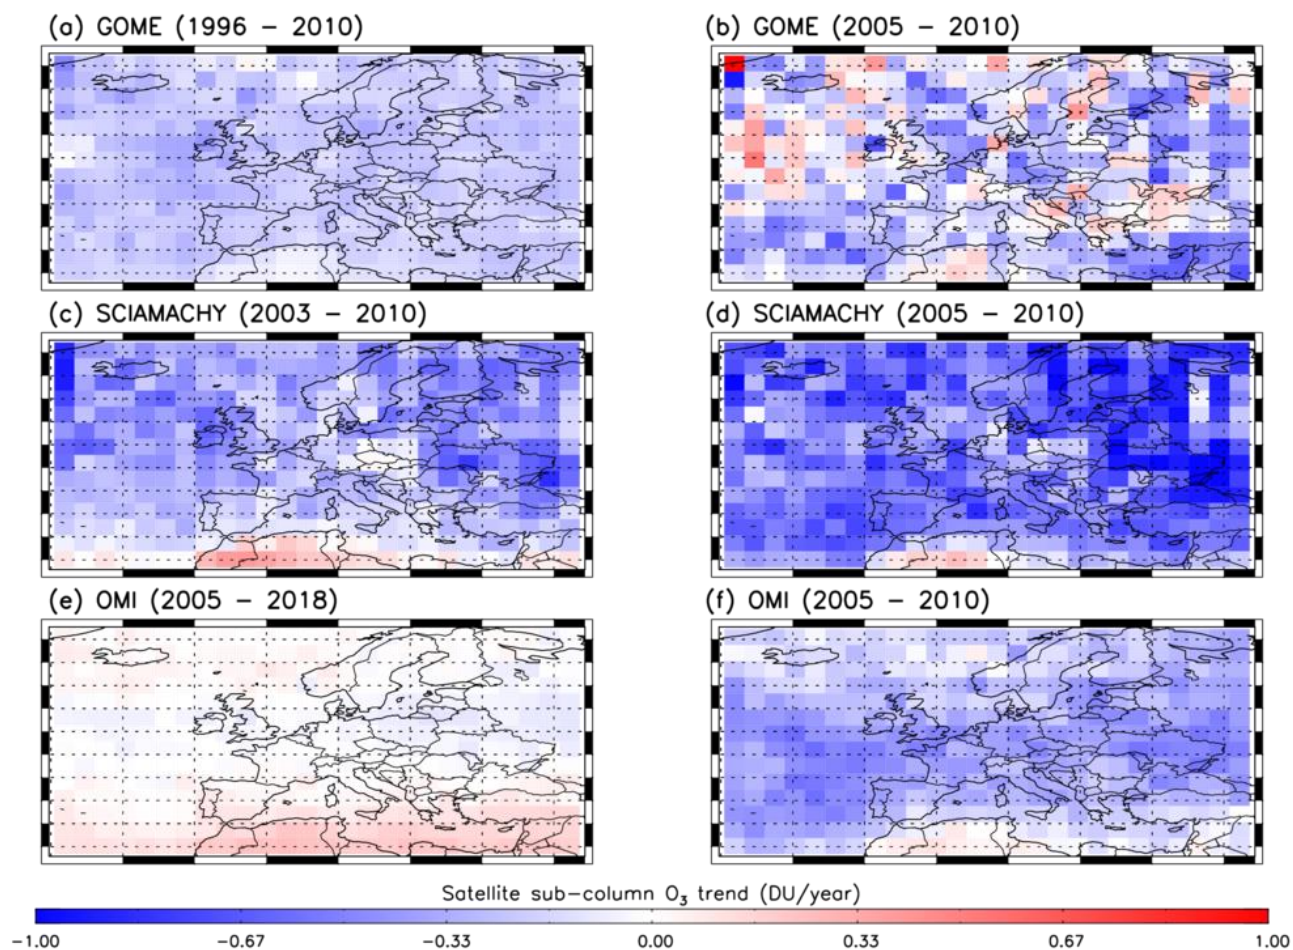 (a) GOME (1996 – 2010)
(b) GOME (2005 – 2010)
(c) SCIAMACHY (2003 – 2010)
(d) SCIAMACHY (2005 – 2010)
(e) OMI (2005 – 2018)
(f) OMI (2005 – 2010)
Satellite sub–column O₃ trend (DU/year)
−1.00 −0.67 −0.33 0.00 0.33 0.67 1.00